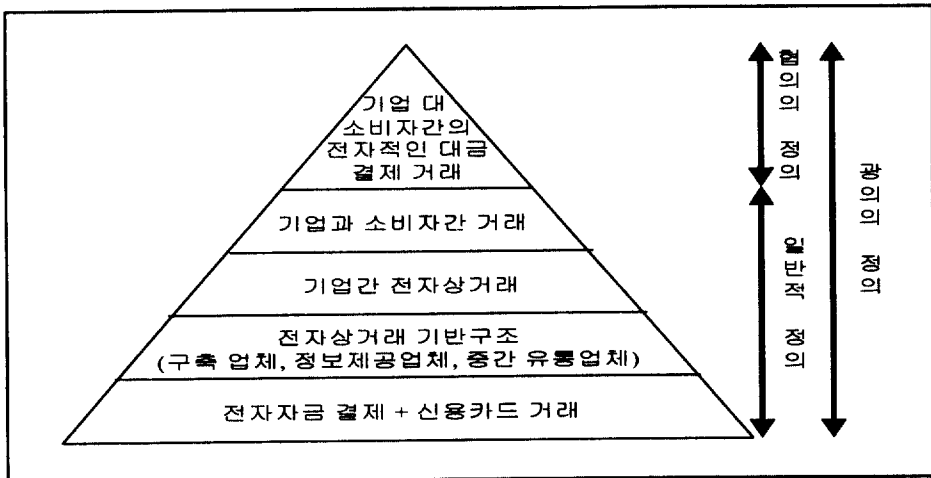 기업 대
소비자간의
전자적인 대금
결제 거래
기업과 소비자간 거래
기업간 전자상거래
전자상거래 기반구조
(구축 업체, 정보제공업체, 중간 유통업체)
전자자금 결제 + 신용카드 거래
협의의 정의
일반적 정의
광의의 정의